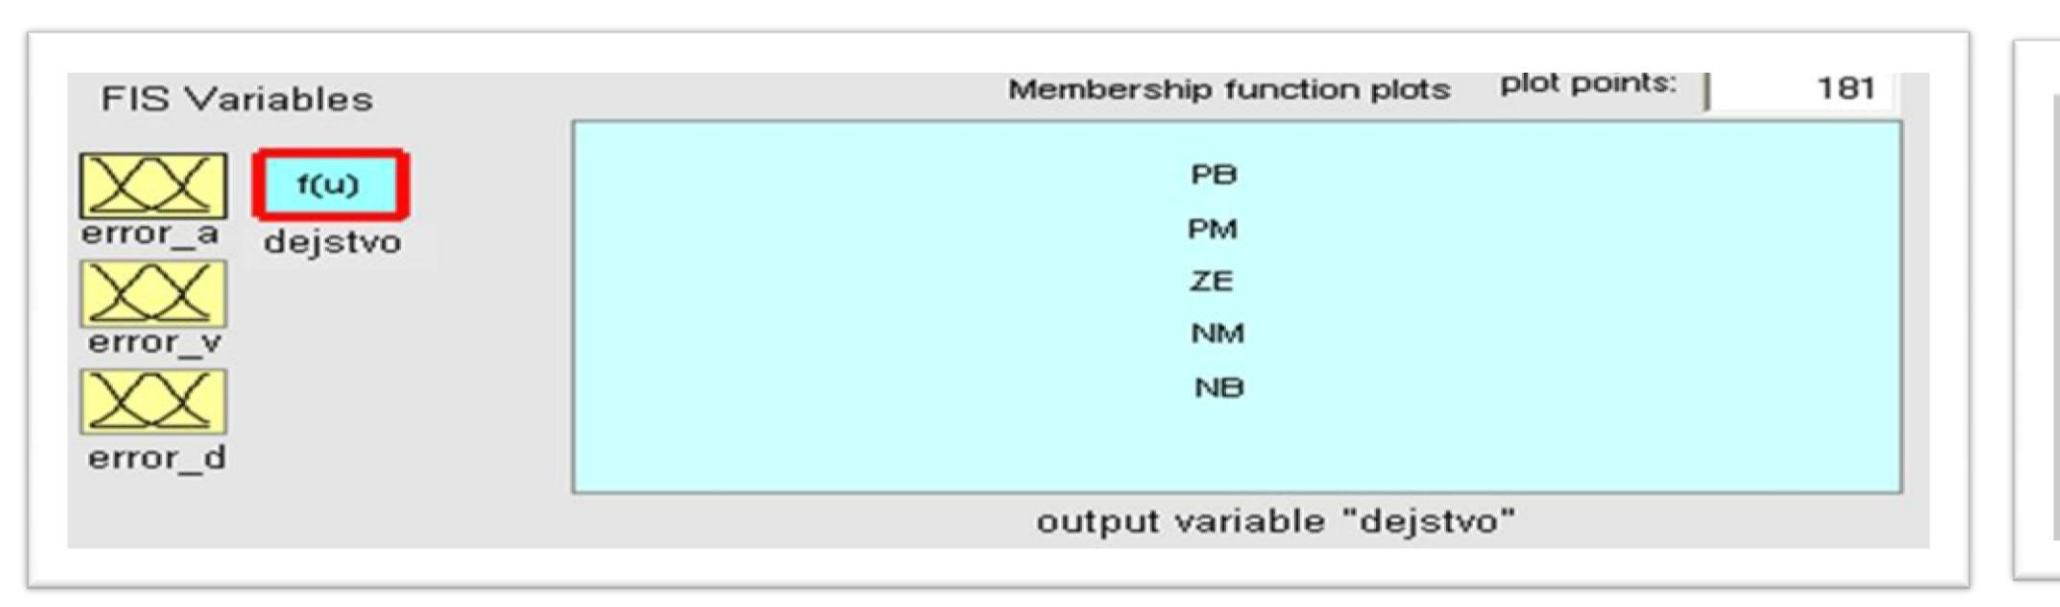 FIS Variables
Membership function plots
plot points:
181
f(u)
error_a
dejstvo
error_v
error_d
PB
PM
ZE
NM
NB
output variable "dejstvo"